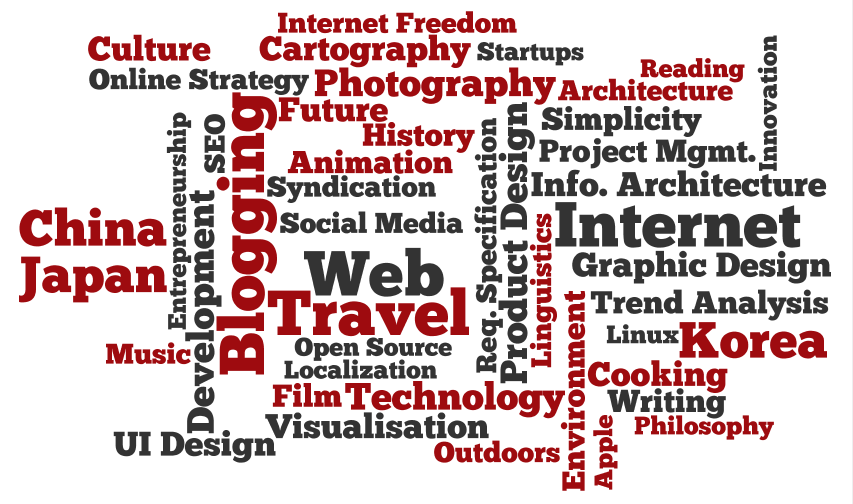 Internet Freedom
Culture
Cartography
Startups
Online Strategy
Photography
Reading
Architecture
Innovation
Future
History
Simplicity
Entrepreneurship
SEO
Blogging
Animation
Project Mgmt.
Syndication
Req. Specification
Product Design
Info. Architecture
China
Social Media
Internet
Japan
Development
Web
Linguistics
Graphic Design
Travel
Trend Analysis
Music
Open Source
Linux
Korea
Localization
Environment
Cooking
Film
Technology
Writing
Visualisation
Philosophy
UI Design
Outdoors
Apple